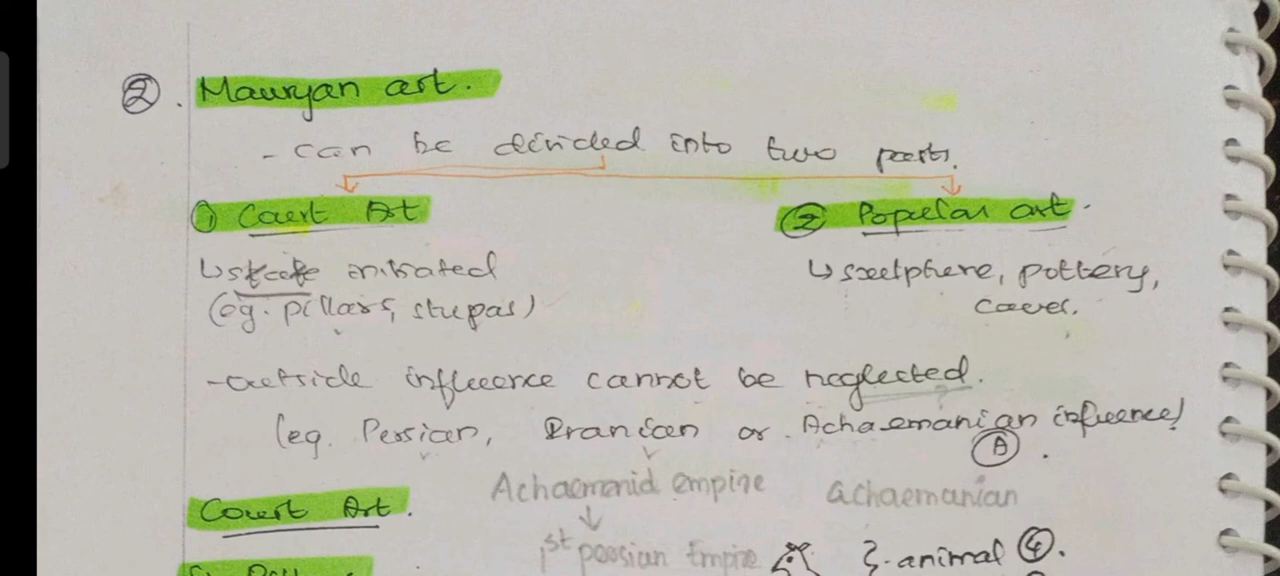 ② . Mauryan art.
- can be divided into two parts.
① Court Art
② Popular art.
↳ state initiated
(eg. pillars, stupas)
↳ sculpture, pottery,
caves.
- outside influence cannot be neglected.
(eg. Persian, Iranian or Achaemanian influence)
A .
Achaemenid empire achaemanian
Court Art.
↓
1st persian Empire
}-animal ④.